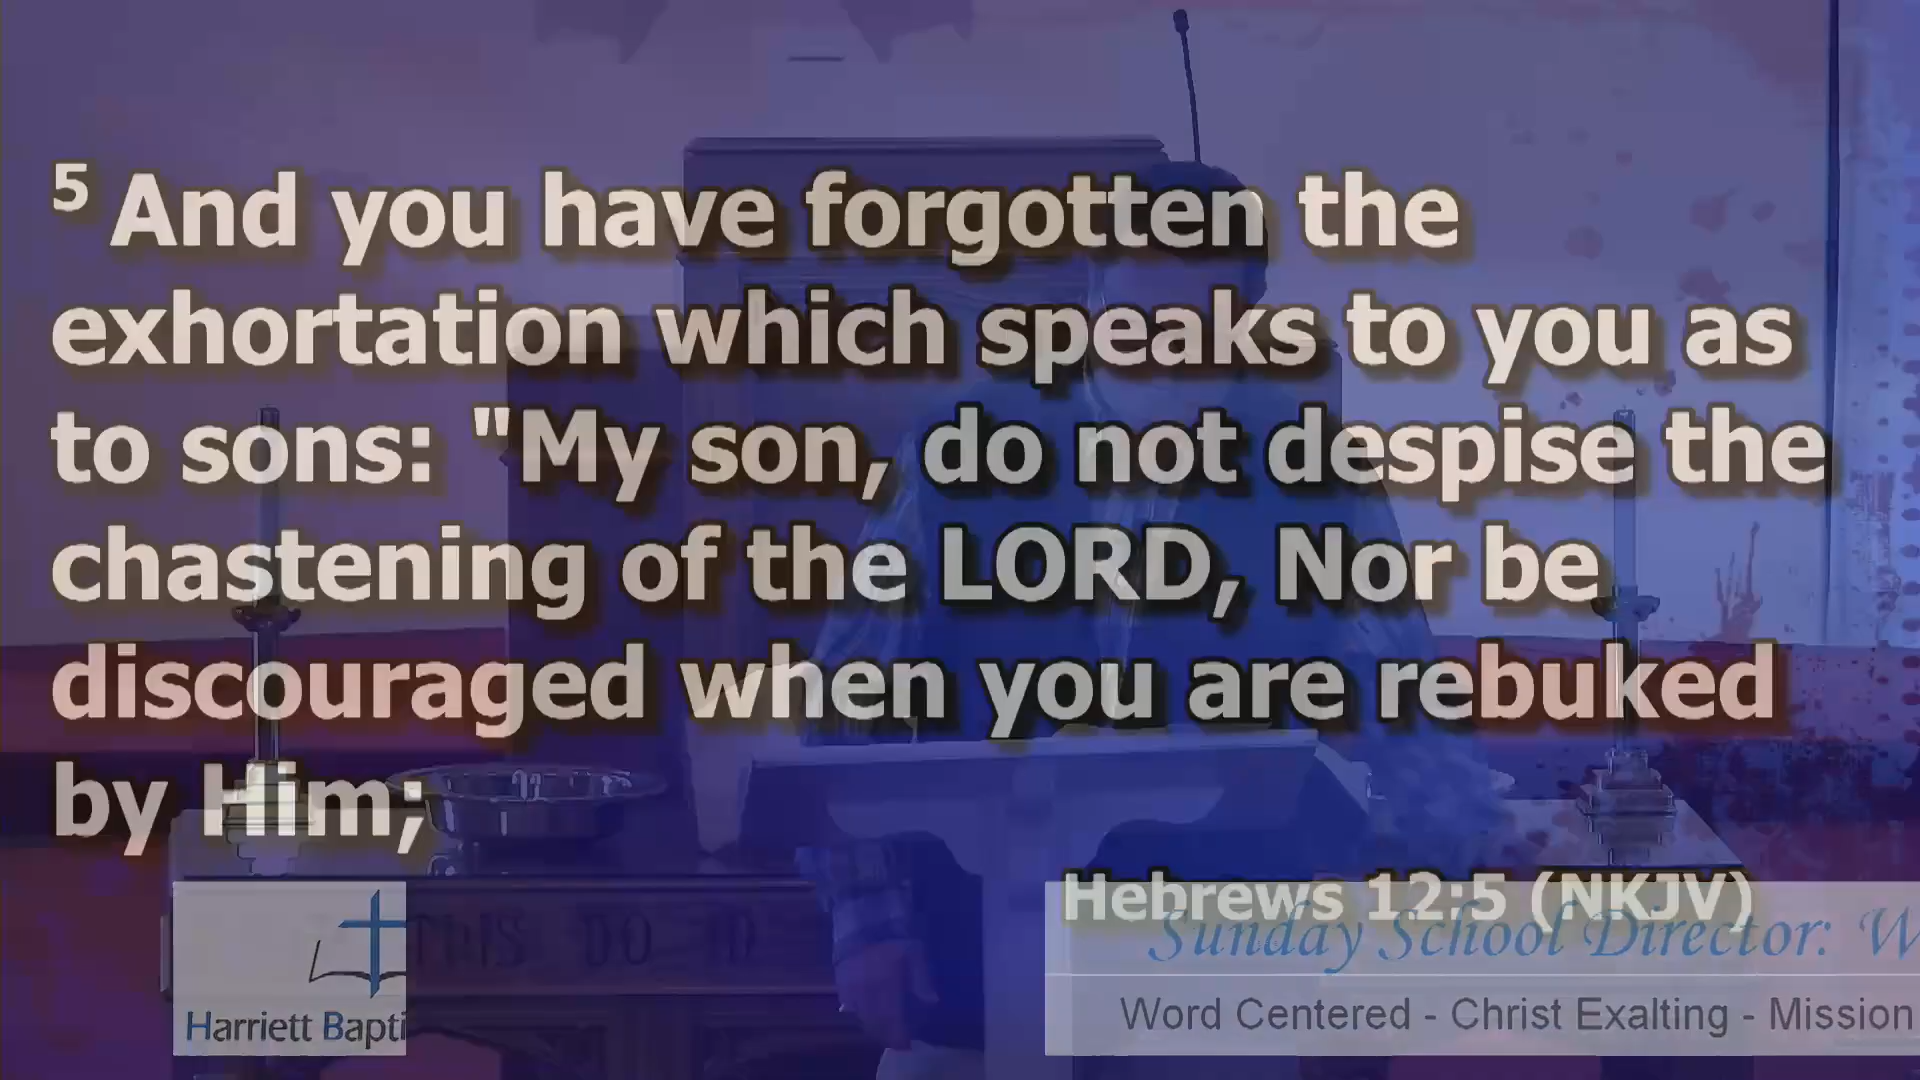 5 And you have forgotten the
exhortation which speaks to you as
to sons: "My son, do not despise the
chastening of the LORD, Nor be
discouraged when you are rebuked
by Him;
Hebrews 12:5 (NKJV)
THIS DO IN
Sunday School Director: W
Harriett Bapti
Word Centered - Christ Exalting - Mission